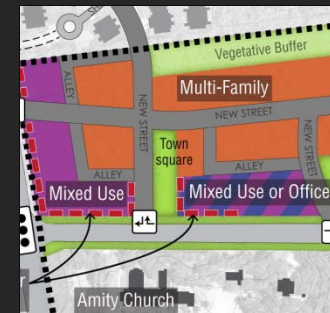 Vegetative Buffer
ALLEY
Multi-Family
NEW STREET
NEW STREET
Town
square
NEW STREET
ALLEY
ALLEY
Mixed Use
Mixed Use or Office
Amity Church